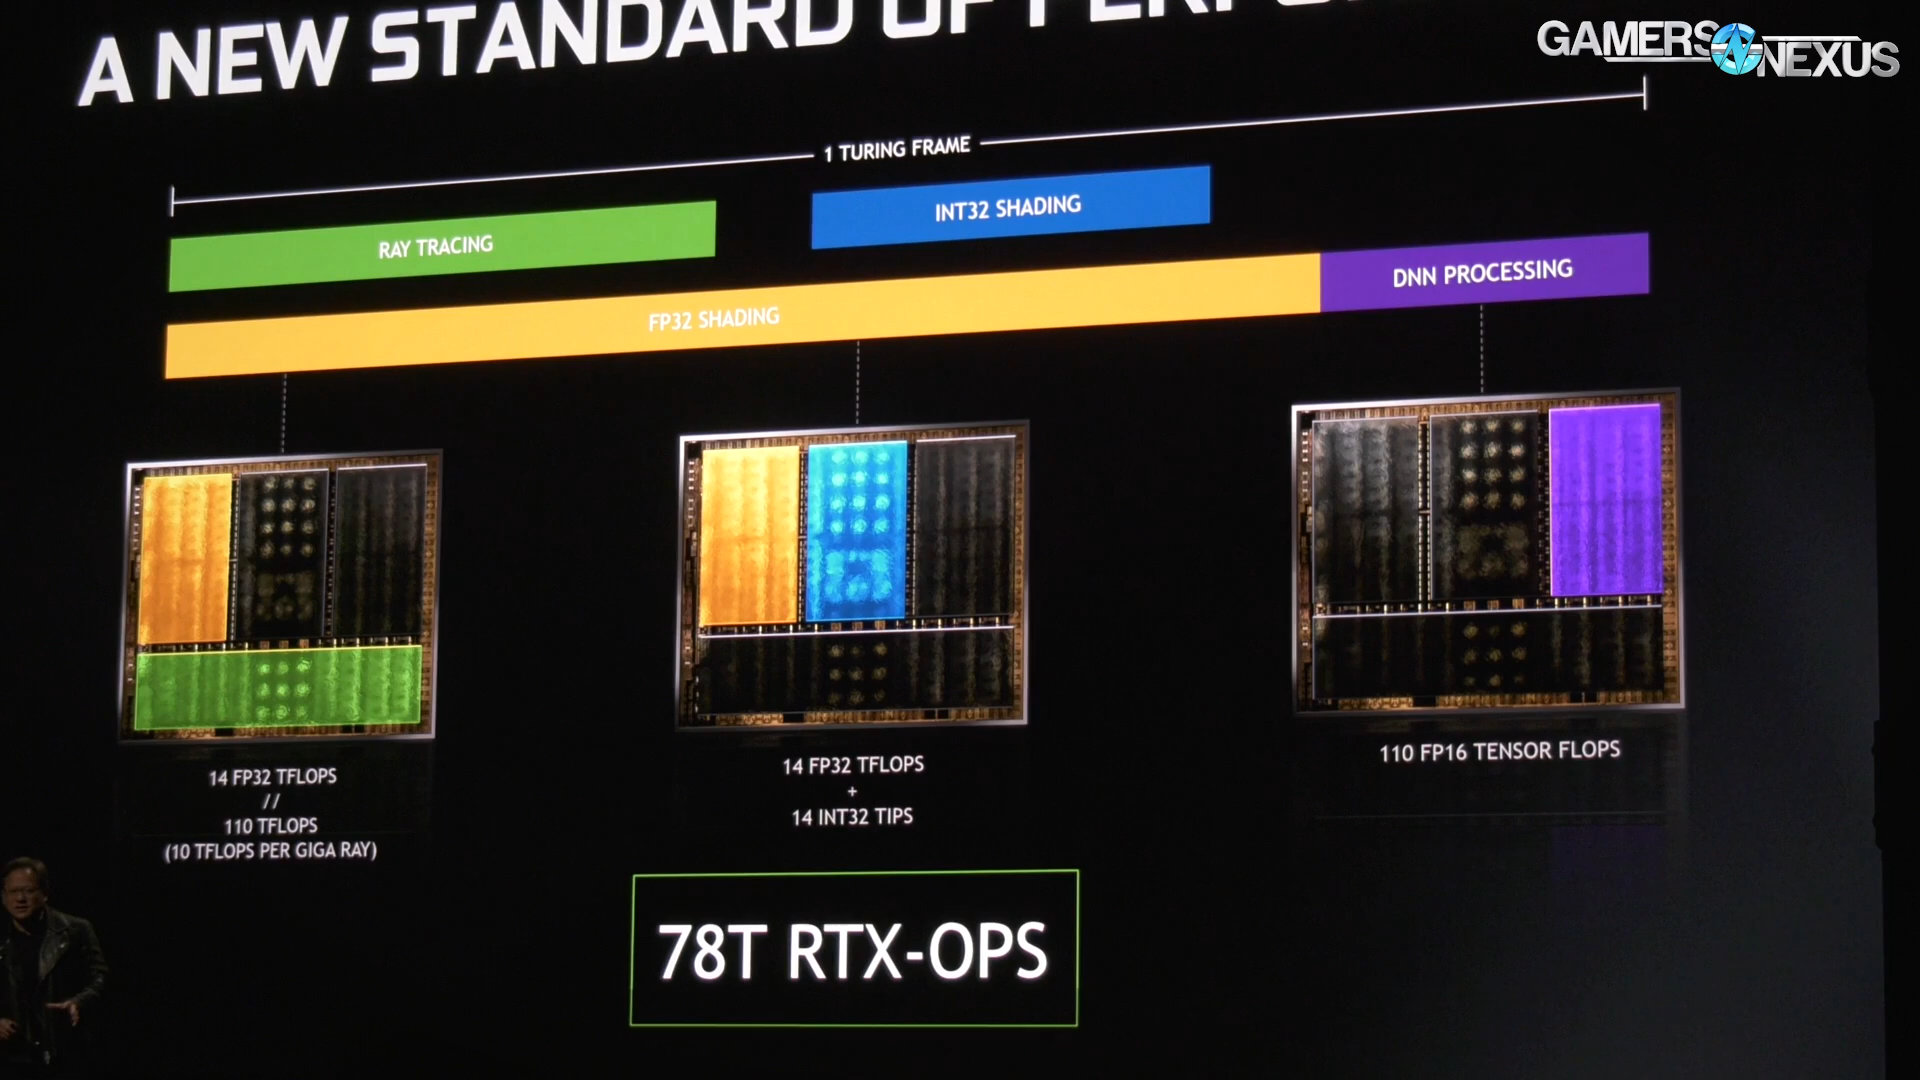 A NEW STANDARD OF
GAMERS NEXUS
1 TURING FRAME
INT32 SHADING
RAY TRACING
DNN PROCESSING
FP32 SHADING
14 FP32 TFLOPS
//
110 TFLOPS
(10 TFLOPS PER GIGA RAY)
14 FP32 TFLOPS
+
14 INT32 TIPS
110 FP16 TENSOR FLOPS
78T RTX-OPS